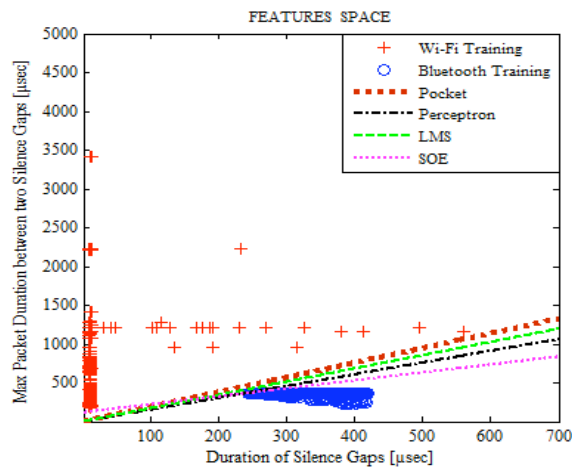 FEATURES SPACE
5000
4500
4000
3500
3000
2500
2000
1500
1000
500
Max Packet Duration between two Silence Gaps [µsec]
Wi-Fi Training
Bluetooth Training
Pocket
Perceptron
LMS
SOE
100 200 300 400 500 600 700
Duration of Silence Gaps [µsec]